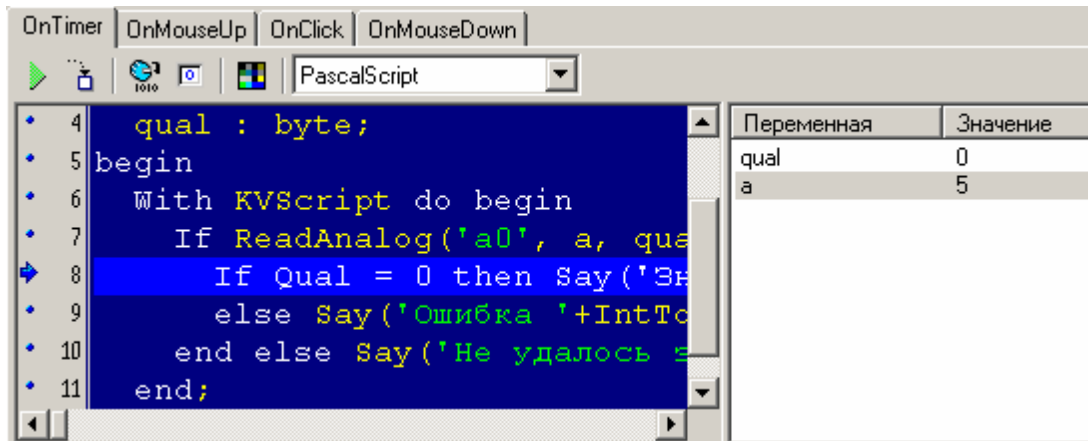 OnTimer OnMouseUp OnClick OnMouseDown
1010 0 PascalScript
4 qual : byte; Переменная Значение
5 begin qual 0
6 With KVScript do begin a 5
7 If ReadAnalog('a0', a, qua
8 If Qual = 0 then Say('Зн
9 else Say('Ошибка '+IntTo
10 end else Say('Не удалось з
11 end;